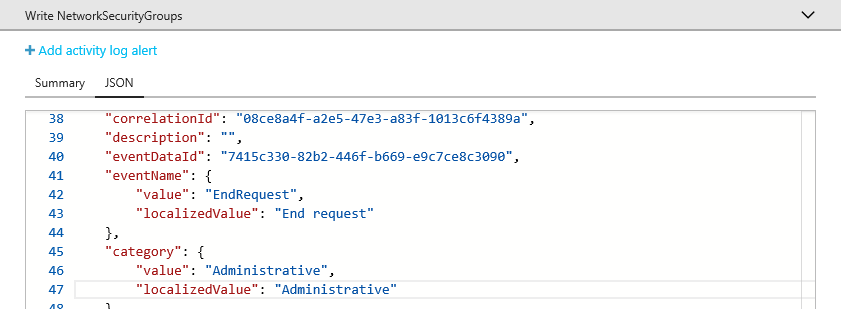 Write NetworkSecurityGroups
+ Add activity log alert
Summary JSON
38 "correlationId": "08ce8a4f-a2e5-47e3-a83f-1013c6f4389a",
39 "description": "",
40 "eventDataId": "7415c330-82b2-446f-b669-e9c7ce8c3090",
41 "eventName": {
42 "value": "EndRequest",
43 "localizedValue": "End request"
44 },
45 "category": {
46 "value": "Administrative",
47 "localizedValue": "Administrative"
48 }